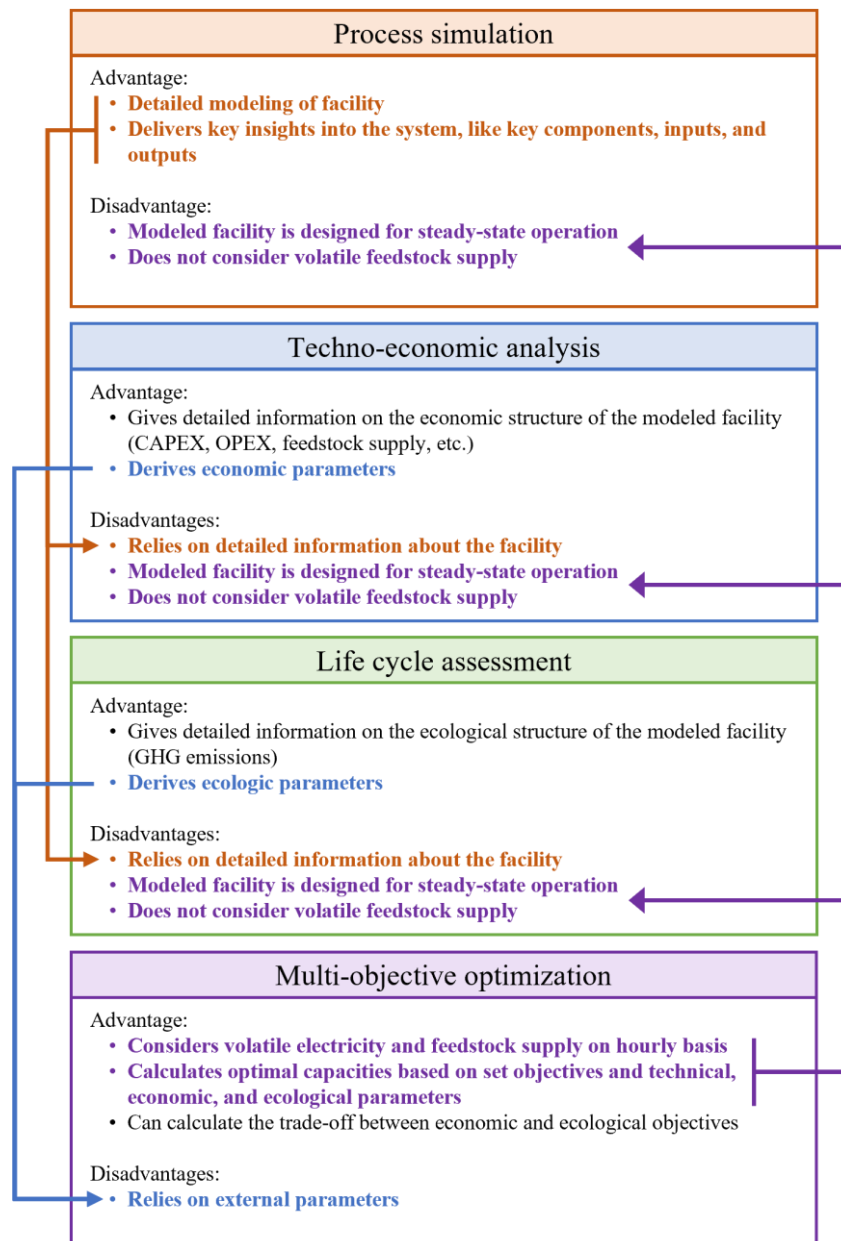 Process simulation
Advantage:
• Detailed modeling of facility
• Delivers key insights into the system, like key components, inputs, and
outputs
Disadvantage:
• Modeled facility is designed for steady-state operation
• Does not consider volatile feedstock supply
Techno-economic analysis
Advantage:
• Gives detailed information on the economic structure of the modeled facility
(CAPEX, OPEX, feedstock supply, etc.)
• Derives economic parameters
Disadvantages:
• Relies on detailed information about the facility
• Modeled facility is designed for steady-state operation
• Does not consider volatile feedstock supply
Life cycle assessment
Advantage:
• Gives detailed information on the ecological structure of the modeled facility
(GHG emissions)
• Derives ecologic parameters
Disadvantages:
• Relies on detailed information about the facility
• Modeled facility is designed for steady-state operation
• Does not consider volatile feedstock supply
Multi-objective optimization
Advantage:
• Considers volatile electricity and feedstock supply on hourly basis
• Calculates optimal capacities based on set objectives and technical,
economic, and ecological parameters
• Can calculate the trade-off between economic and ecological objectives
Disadvantages:
• Relies on external parameters